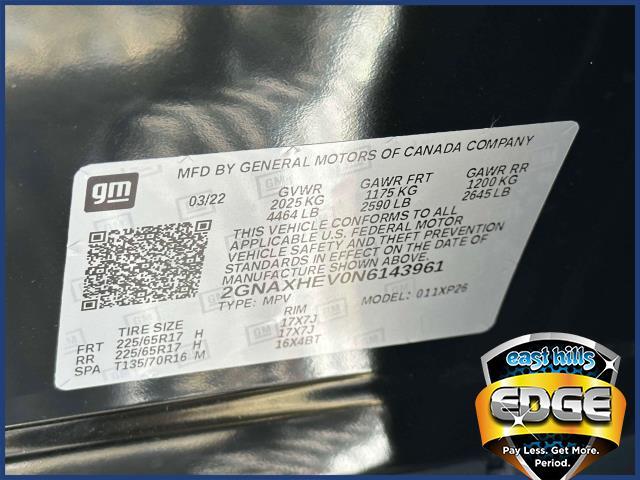 MFD BY GENERAL MOTORS OF CANADA COMPANY
gm
03/22 GVWR GAWR FRT GAWR RR
2025 KG 1175 KG 1200 KG
4464 LB 2590 LB 2645 LB
THIS VEHICLE CONFORMS TO ALL
APPLICABLE U.S. FEDERAL MOTOR
VEHICLE SAFETY AND THEFT PREVENTION
STANDARDS IN EFFECT ON THE DATE OF
MANUFACTURE SHOWN ABOVE.
2GNAXHEV0N6143961
TYPE: MPV MODEL: 011XP26
TIRE SIZE RIM
FRT 225/65R17 H 17X7J
RR 225/65R17 H 17X7J
SPA T135/70R16 M 16X4BT
east hills
EDGE
Pay Less. Get More.
Period.